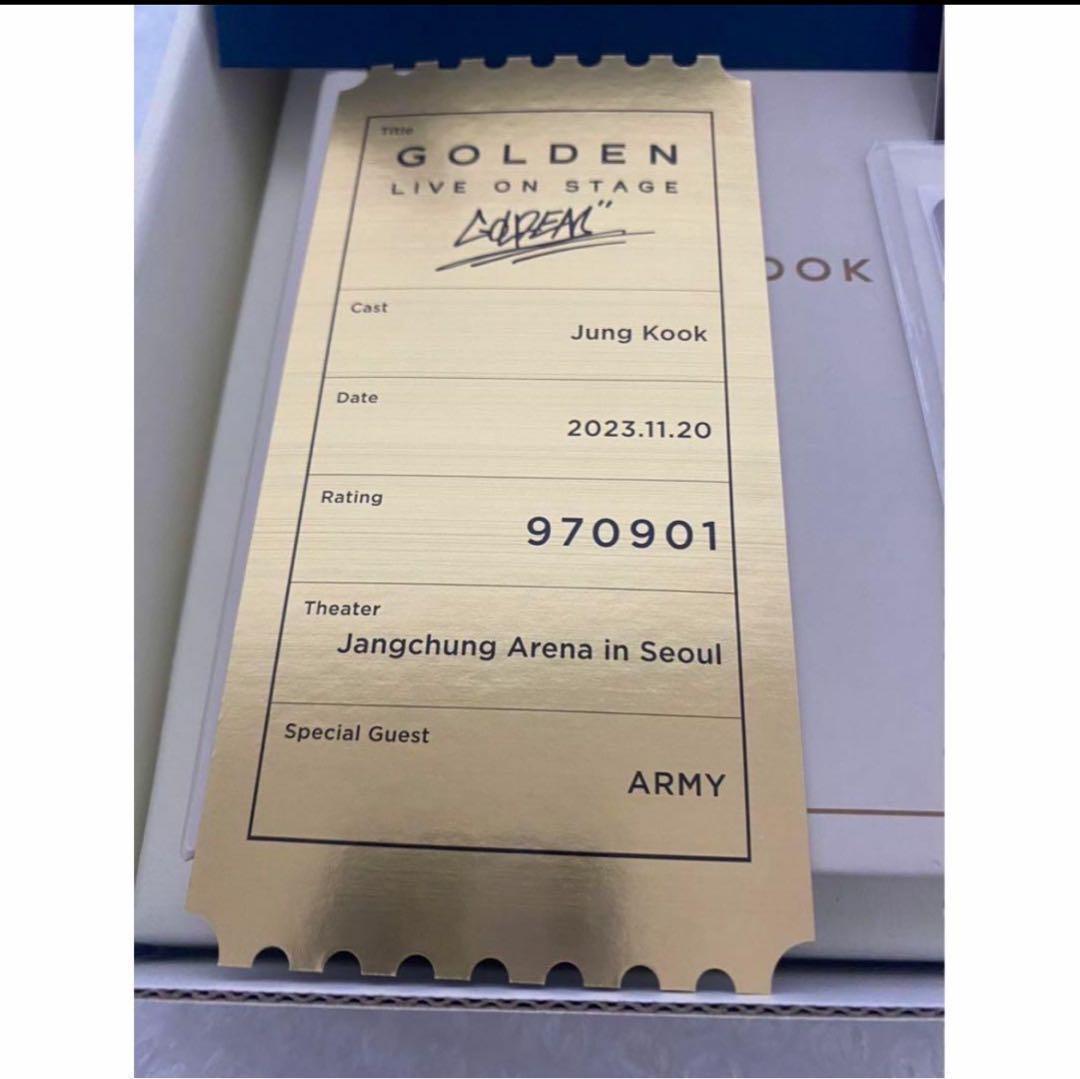 Title
GOLDEN
LIVE ON STAGE
Cast
Jung Kook
Date
2023.11.20
Rating
970901
Theater
Jangchung Arena in Seoul
Special Guest
ARMY
OOK